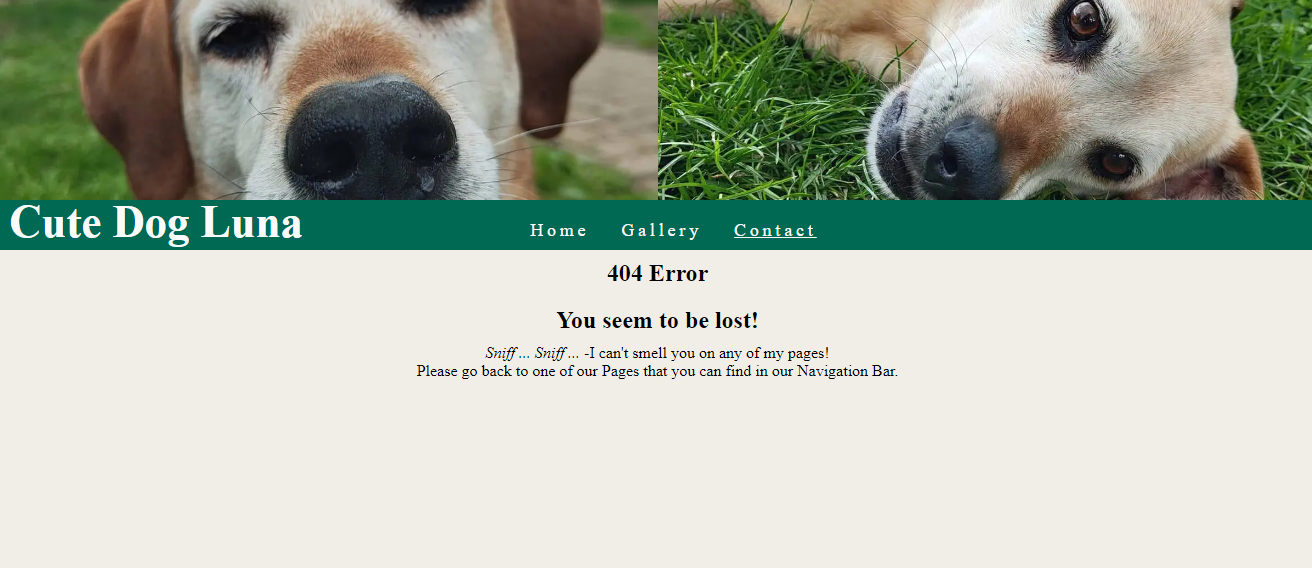 Cute Dog Luna
Home Gallery Contact
404 Error
You seem to be lost!
Sniff... Sniff... -I can't smell you on any of my pages!
Please go back to one of our Pages that you can find in our Navigation Bar.